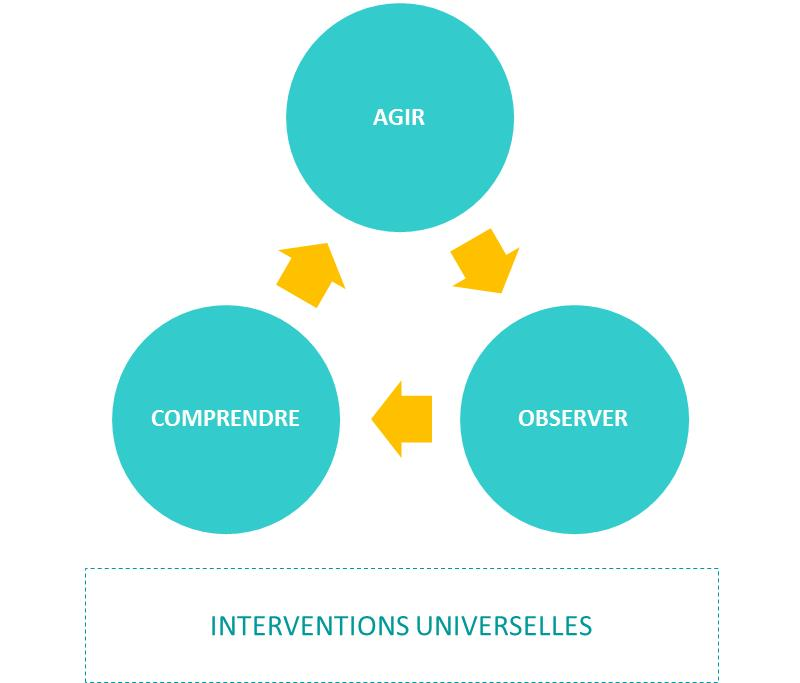 AGIR
COMPRENDRE
OBSERVER
INTERVENTIONS UNIVERSELLES